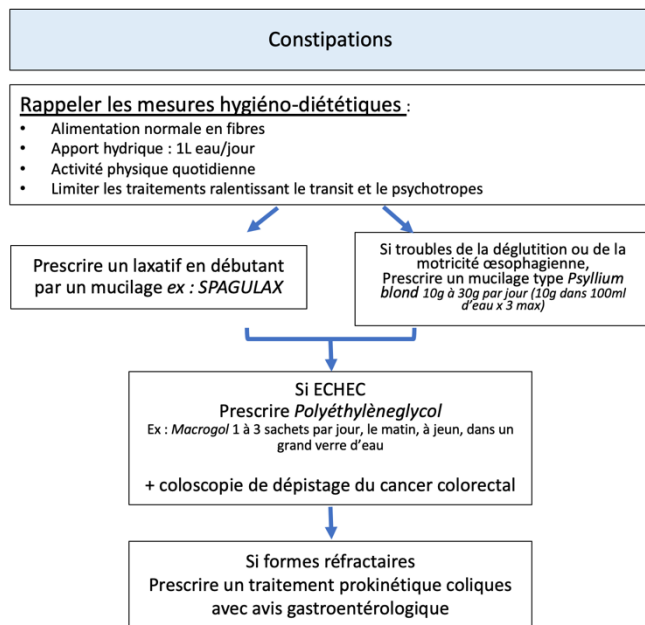 Constipations
Rappeler les mesures hygiéno-diététiques :
• Alimentation normale en fibres
• Apport hydrique : 1L eau/jour
• Activité physique quotidienne
• Limiter les traitements ralentissant le transit et le psychotropes
Prescrire un laxatif en débutant
par un mucilage ex : SPAGULAX
Si troubles de la déglutition ou de la
motricité œsophagienne,
Prescrire un mucilage type Psyllium
blond 10g à 30g par jour (10g dans 100ml
d’eau x 3 max)
Si ECHEC
Prescrire Polyéthylèneglycol
Ex : Macrogol 1 à 3 sachets par jour, le matin, à jeun, dans un
grand verre d’eau
+ coloscopie de dépistage du cancer colorectal
Si formes réfractaires
Prescrire un traitement prokinétique coliques
avec avis gastroentérologique